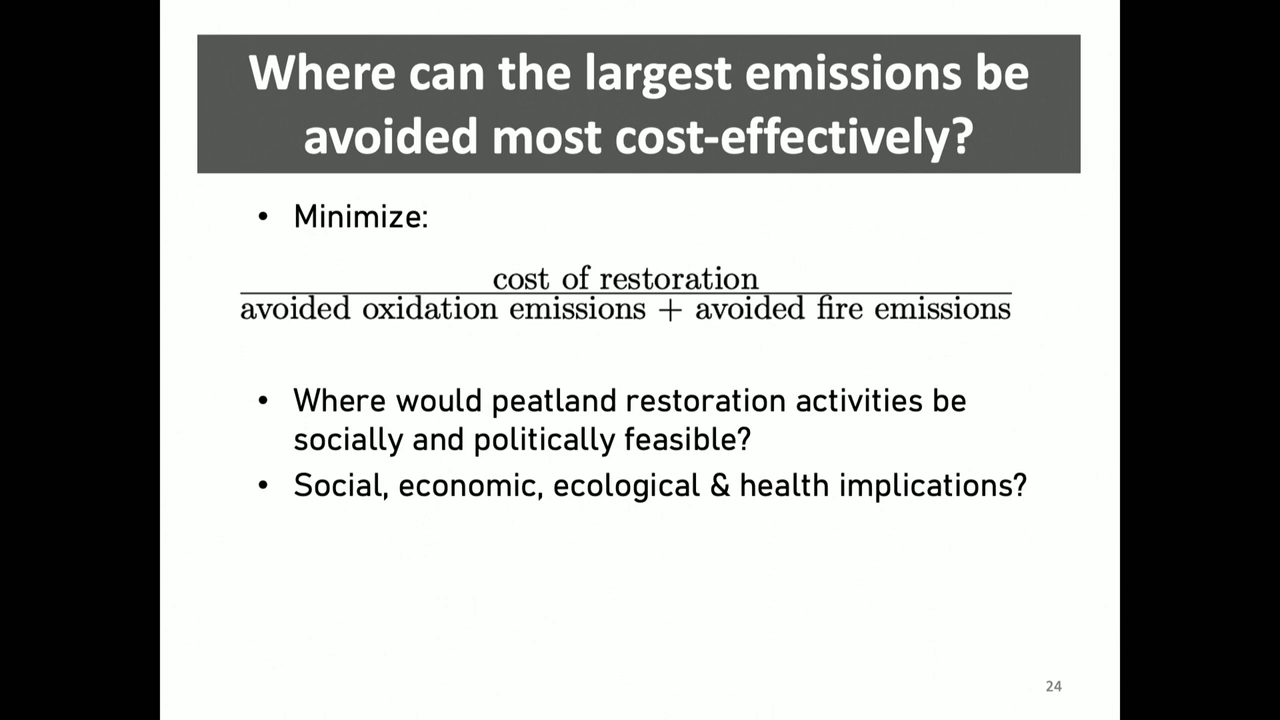 Where can the largest emissions be
avoided most cost-effectively?
• Minimize:
cost of restoration
avoided oxidation emissions + avoided fire emissions
• Where would peatland restoration activities be
socially and politically feasible?
• Social, economic, ecological & health implications?
24